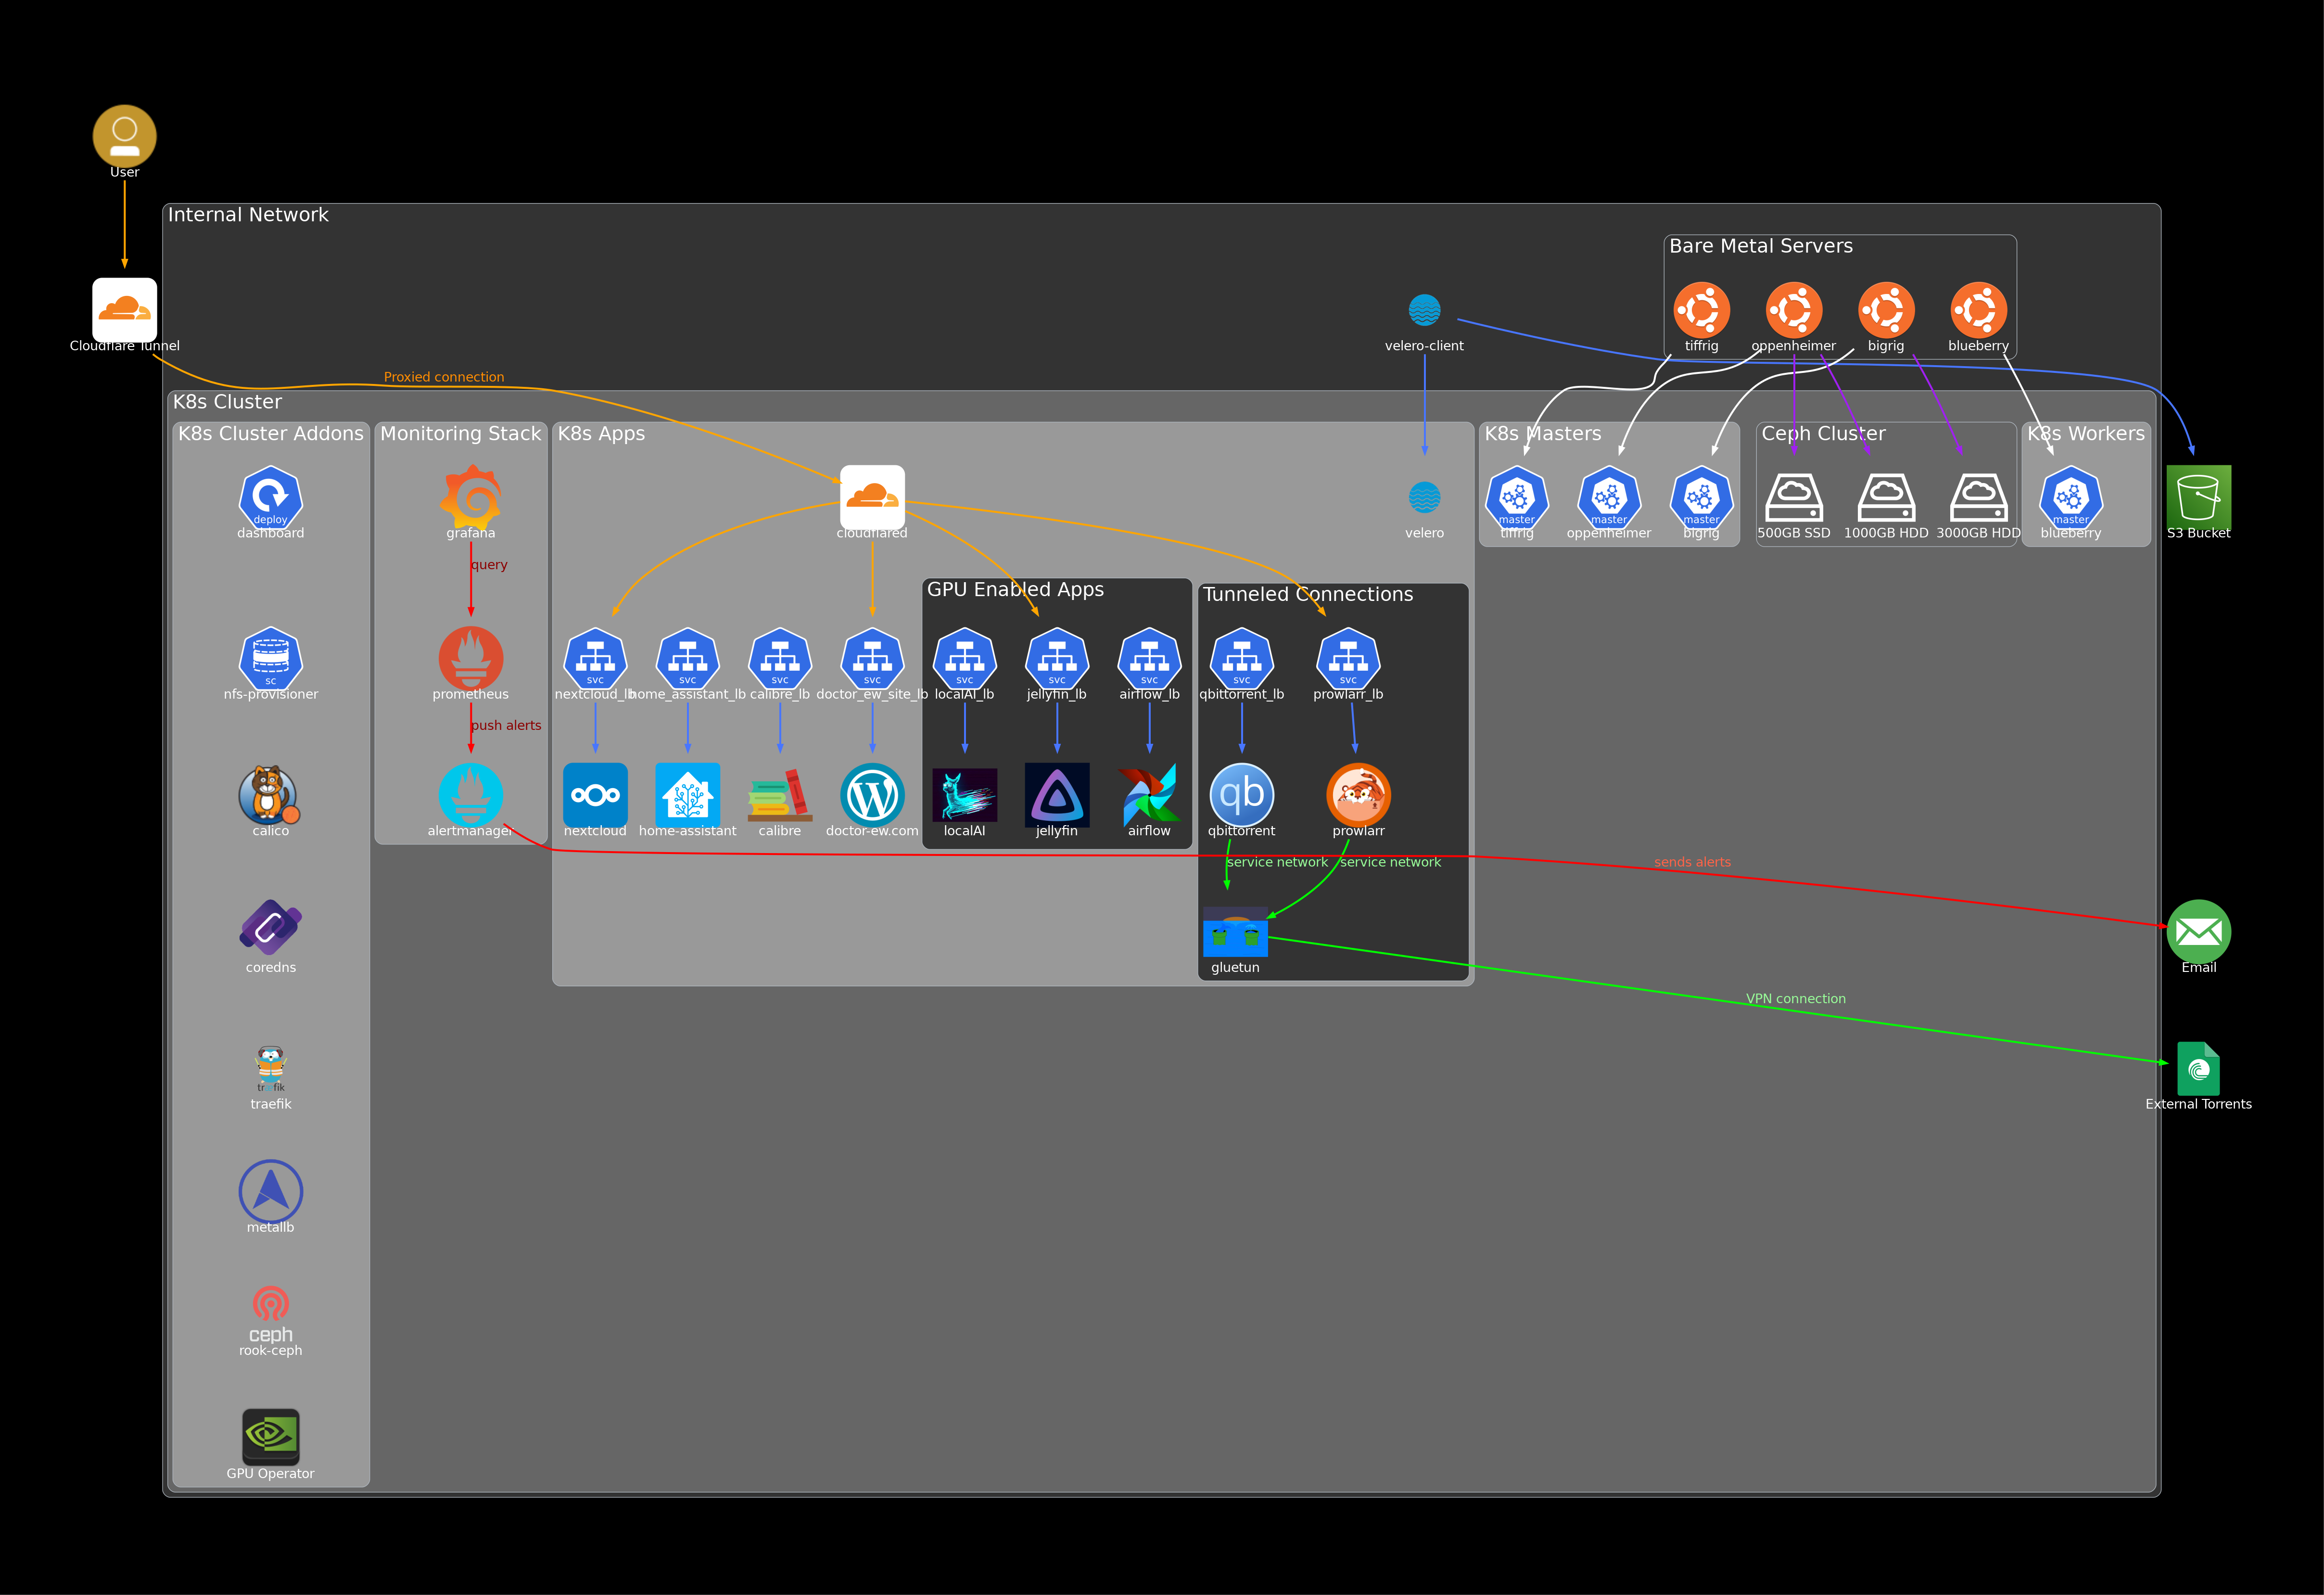 User
Internal Network
Bare Metal Servers
Cloudflare Tunnel
velero-client
tiffrig
oppenheimer
bigrig
blueberry
Proxied connection
K8s Cluster
K8s Cluster Addons
Monitoring Stack
K8s Apps
K8s Masters
Ceph Cluster
K8s Workers
deploy
dashboard
grafana
cloudflared
velero
master
tiffrig
master
oppenheimer
master
bigrig
500GB SSD
1000GB HDD
3000GB HDD
master
blueberry
S3 Bucket
query
GPU Enabled Apps
Tunneled Connections
sc
nfs-provisioner
prometheus
svc
nextcloud_lb
svc
home_assistant_lb
svc
calibre_lb
svc
doctor_ew_site_lb
svc
localAI_lb
svc
jellyfin_lb
svc
airflow_lb
svc
qbittorrent_lb
svc
prowlarr_lb
push alerts
calico
alertmanager
nextcloud
home-assistant
calibre
W
doctor-ew.com
localAI
jellyfin
airflow
qb
qbittorrent
prowlarr
service network
service network
sends alerts
coredns
gluetun
Email
VPN connection
træfik
traefik
External Torrents
metallb
ceph
rook-ceph
GPU Operator